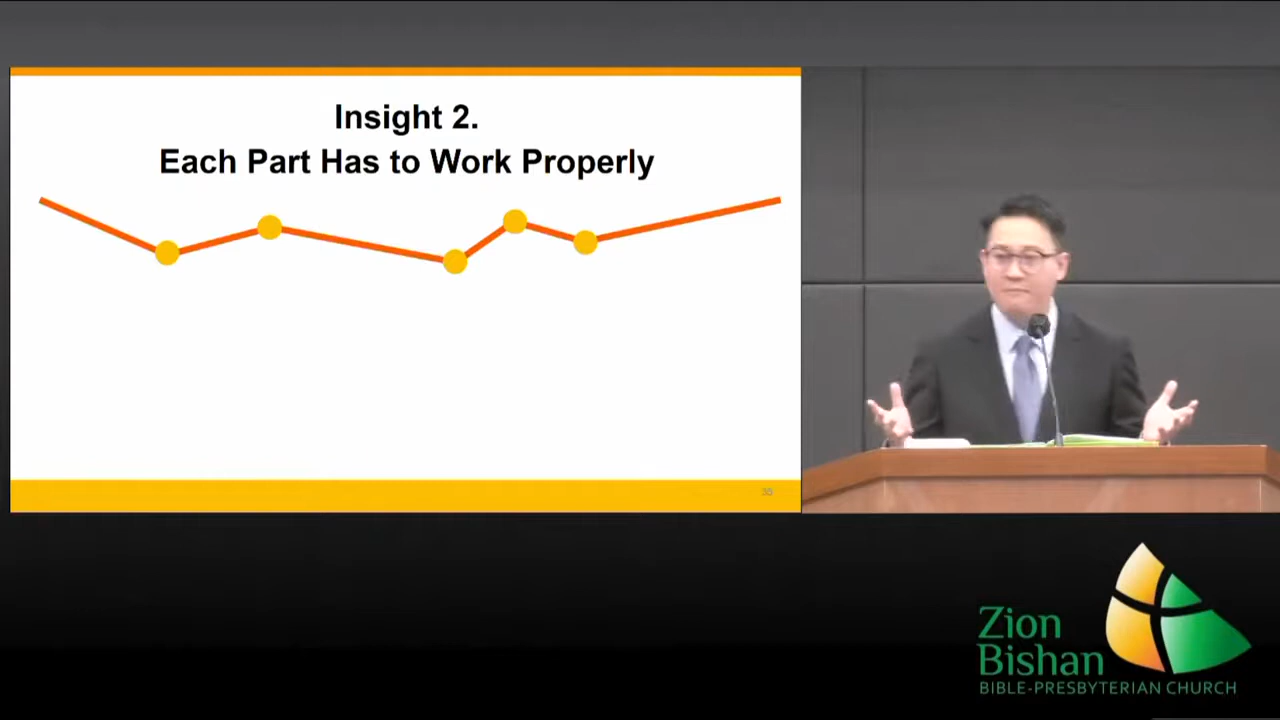 Insight 2.
Each Part Has to Work Properly
Zion
Bishan
BIBLE-PRESBYTERIAN CHURCH